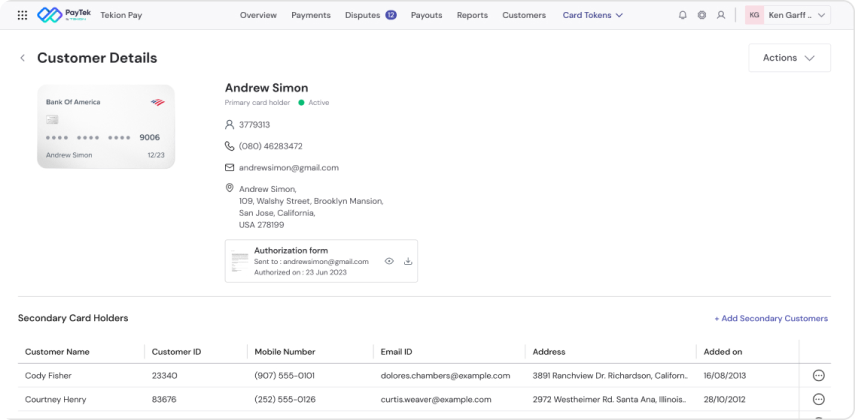 PayTek
Tekion Pay
Overview
Payments
Disputes 12
Payouts
Reports
Customers
Card Tokens
KG
Ken Garff ..
Customer Details
Actions
Bank Of America
9006
Andrew Simon
12/23
Andrew Simon
Primary card holder
Active
3779313
(080) 46283472
andrewsimon@gmail.com
Andrew Simon,
109, Walshy Street, Brooklyn Mansion,
San Jose, California,
USA 278199
Authorization form
Sent to : andrewsimon@gmail.com
Authorized on : 23 Jun 2023
Secondary Card Holders
+ Add Secondary Customers
Customer Name Customer ID Mobile Number Email ID Address Added on
Cody Fisher 23340 (907) 555-0101 dolores.chambers@example.com 3891 Ranchview Dr. Richardson, Californ.. 16/08/2013
Courtney Henry 83676 (252) 555-0126 curtis.weaver@example.com 2972 Westheimer Rd. Santa Ana, Illinois.. 28/10/2012